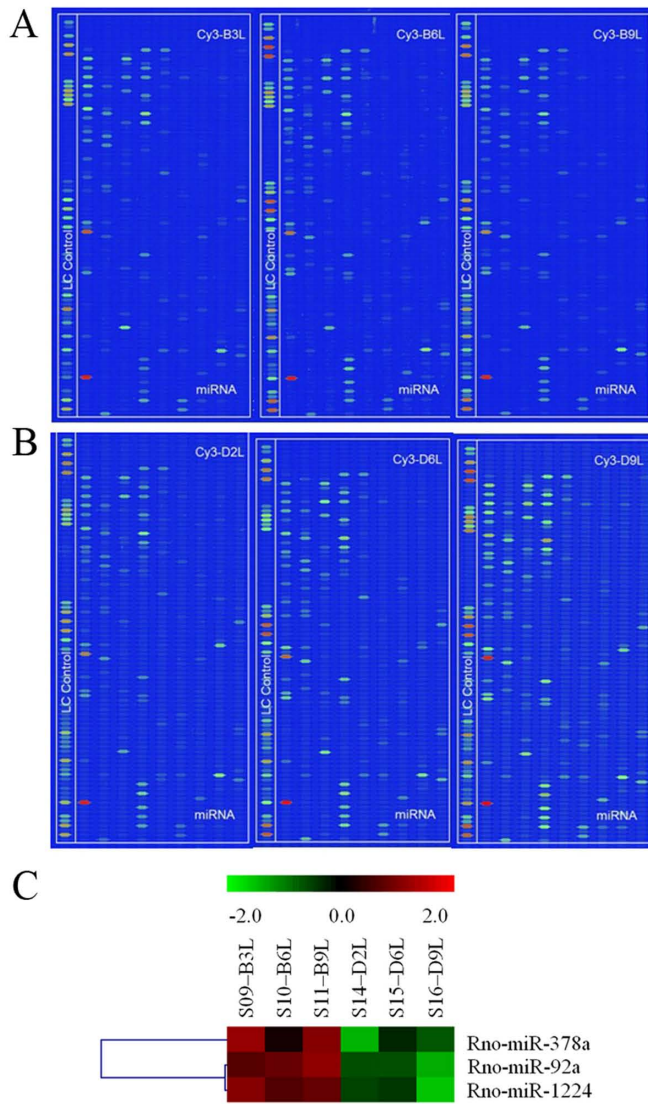 A
Cy3-B3L
LC Control
miRNA
Cy3-B6L
LC Control
miRNA
Cy3-B9L
LC Control
miRNA
B
Cy3-D2L
LC Control
miRNA
Cy3-D6L
LC Control
miRNA
Cy3-D9L
LC Control
miRNA
C
-2.0 0.0 2.0
S09–B3L
S10–B6L
S11–B9L
S14–D2L
S15–D6L
S16–D9L
Rno-miR-378a
Rno-miR-92a
Rno-miR-1224